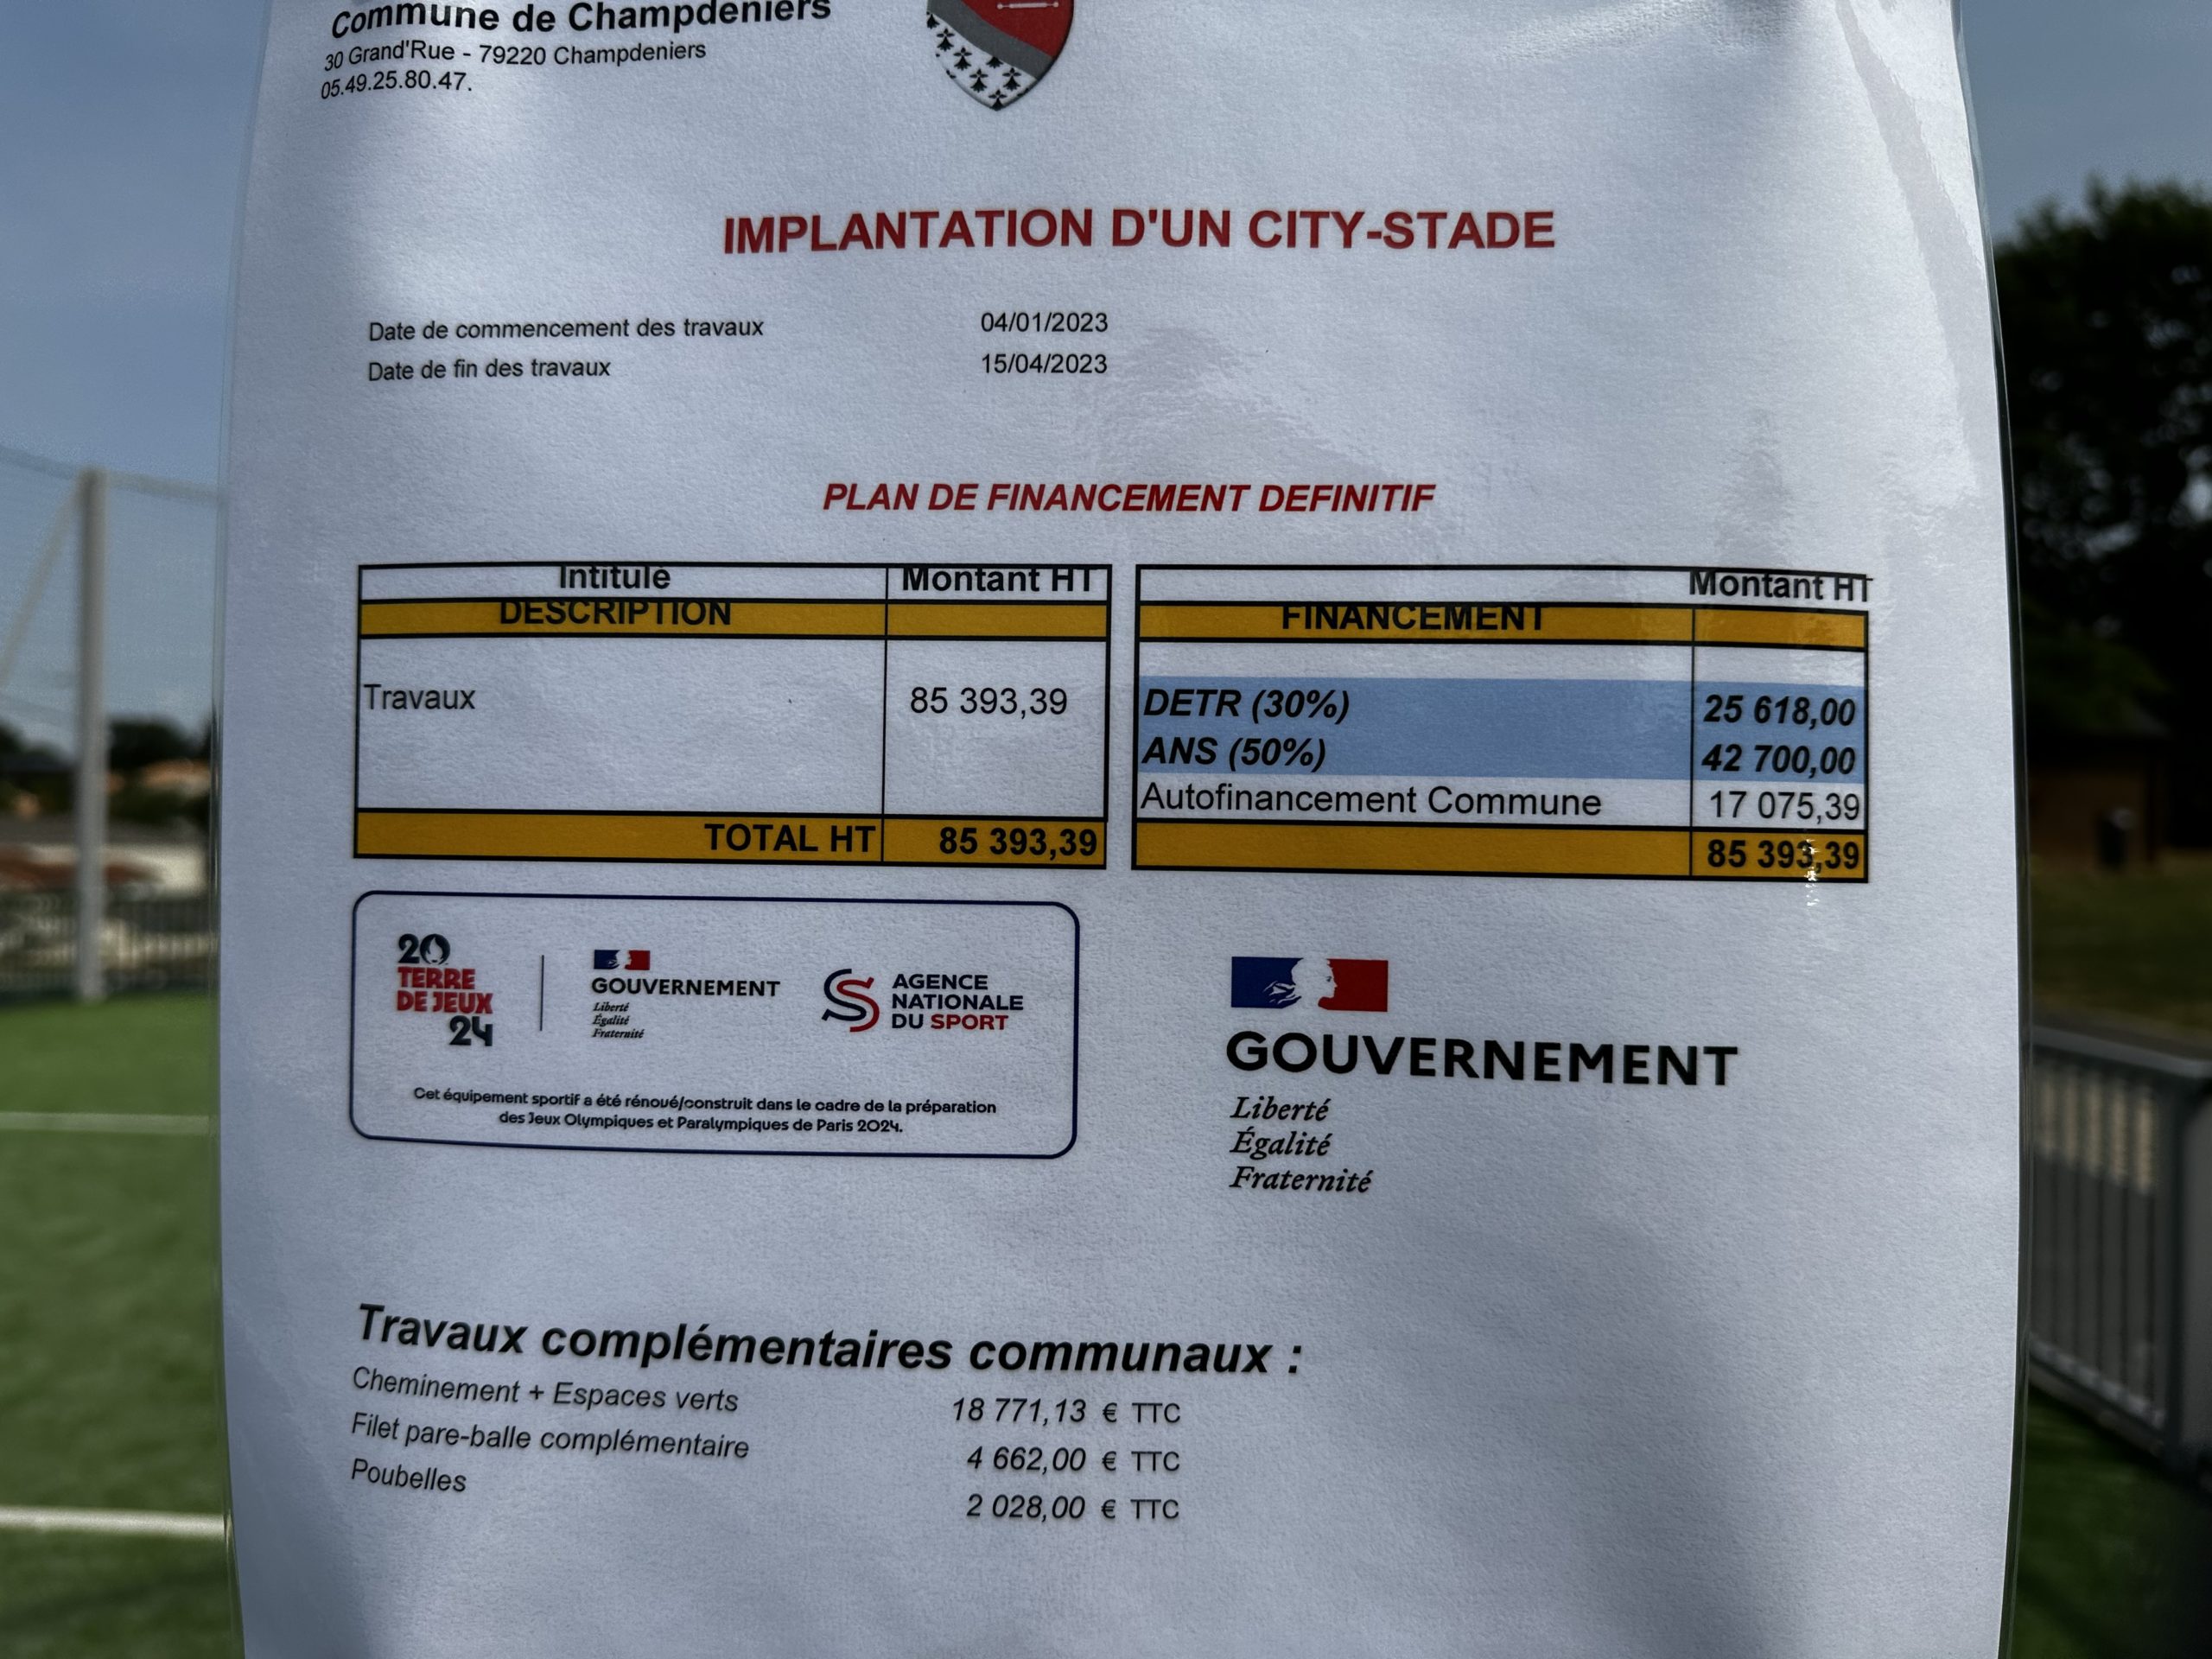 Commune de Champdeniers
30 Grand'Rue - 79220 Champdeniers
05.49.25.80.47.
IMPLANTATION D'UN CITY-STADE
Date de commencement des travaux 04/01/2023
Date de fin des travaux 15/04/2023
PLAN DE FINANCEMENT DEFINITIF
Intitulé Montant HT
DESCRIPTION
Travaux 85 393,39
TOTAL HT 85 393,39
Montant HT
FINANCEMENT
DETR (30%) 25 618,00
ANS (50%) 42 700,00
Autofinancement Commune 17 075,39
85 393,39
20
TERRE
DE JEUX
24
GOUVERNEMENT
Liberté
Égalité
Fraternité
AGENCE
NATIONALE
DU SPORT
Cet équipement sportif a été rénové/construit dans le cadre de la préparation
des Jeux Olympiques et Paralympiques de Paris 2024.
GOUVERNEMENT
Liberté
Égalité
Fraternité
Travaux complémentaires communaux :
Cheminement + Espaces verts 18 771,13 € TTC
Filet pare-balle complémentaire 4 662,00 € TTC
Poubelles 2 028,00 € TTC